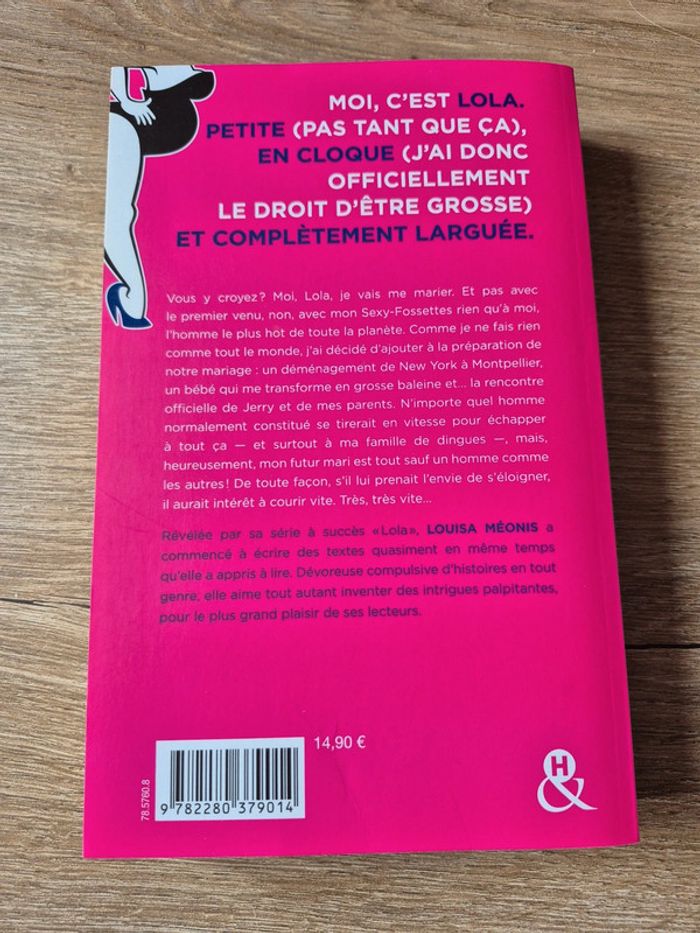 MOI, C'EST LOLA.
PETITE (PAS TANT QUE ÇA),
EN CLOQUE (J'AI DONC
OFFICIELLEMENT
LE DROIT D'ÊTRE GROSSE)
ET COMPLÈTEMENT LARGUÉE.
Vous y croyez? Moi, Lola, je vais me marier. Et pas avec
le premier venu, non, avec mon Sexy-Fossettes rien qu'à moi,
l'homme le plus hot de toute la planète. Comme je ne fais rien
comme tout le monde, j'ai décidé d'ajouter à la préparation de
notre mariage : un déménagement de New York à Montpellier,
un bébé qui me transforme en grosse baleine et... la rencontre
officielle de Jerry et de mes parents. N'importe quel homme
normalement constitué se tirerait en vitesse pour échapper
à tout ça — et surtout à ma famille de dingues —, mais,
heureusement, mon futur mari est tout sauf un homme comme
les autres! De toute façon, s'il lui prenait l'envie de s'éloigner,
il aurait intérêt à courir vite. Très, très vite...
Révélée par sa série à succès «Lola», LOUISA MÉONIS a
commencé à écrire des textes quasiment en même temps
qu'elle a appris à lire. Dévoreuse compulsive d'histoires en tout
genre, elle aime tout autant inventer des intrigues palpitantes,
pour le plus grand plaisir de ses lecteurs.
78.5760.8
9 782280 379014
14,90 €
H
&